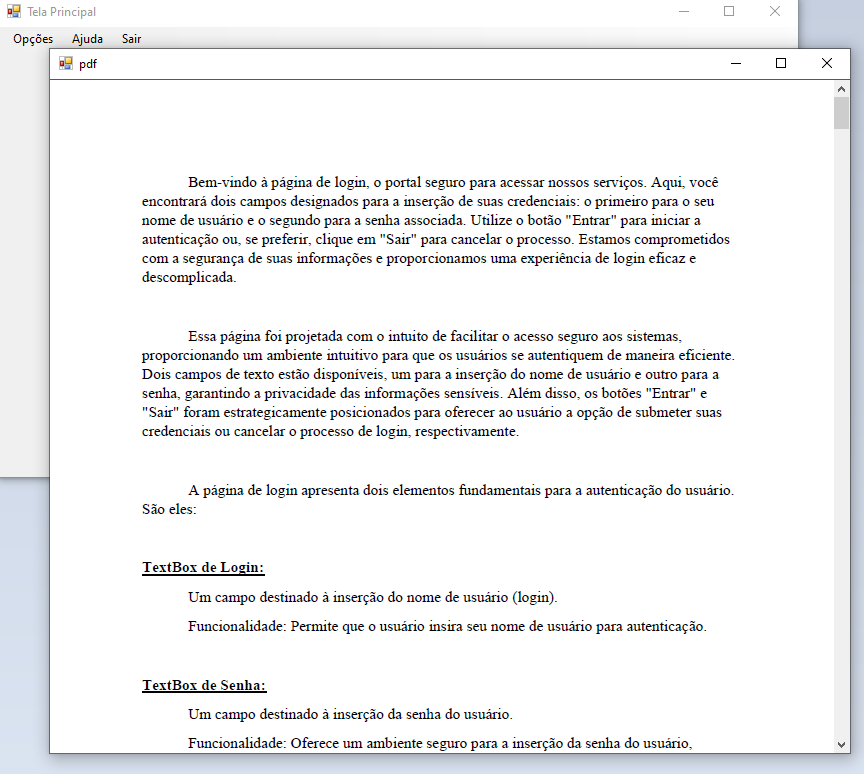 Tela Principal
Opções Ajuda Sair
pdf
Bem-vindo à página de login, o portal seguro para acessar nossos serviços. Aqui, você
encontrará dois campos designados para a inserção de suas credenciais: o primeiro para o seu
nome de usuário e o segundo para a senha associada. Utilize o botão "Entrar" para iniciar a
autenticação ou, se preferir, clique em "Sair" para cancelar o processo. Estamos comprometidos
com a segurança de suas informações e proporcionamos uma experiência de login eficaz e
descomplicada.
Essa página foi projetada com o intuito de facilitar o acesso seguro aos sistemas,
proporcionando um ambiente intuitivo para que os usuários se autentiquem de maneira eficiente.
Dois campos de texto estão disponíveis, um para a inserção do nome de usuário e outro para a
senha, garantindo a privacidade das informações sensíveis. Além disso, os botões "Entrar" e
"Sair" foram estrategicamente posicionados para oferecer ao usuário a opção de submeter suas
credenciais ou cancelar o processo de login, respectivamente.
A página de login apresenta dois elementos fundamentais para a autenticação do usuário.
São eles:
TextBox de Login:
Um campo destinado à inserção do nome de usuário (login).
Funcionalidade: Permite que o usuário insira seu nome de usuário para autenticação.
TextBox de Senha:
Um campo destinado à inserção da senha do usuário.
Funcionalidade: Oferece um ambiente seguro para a inserção da senha do usuário,